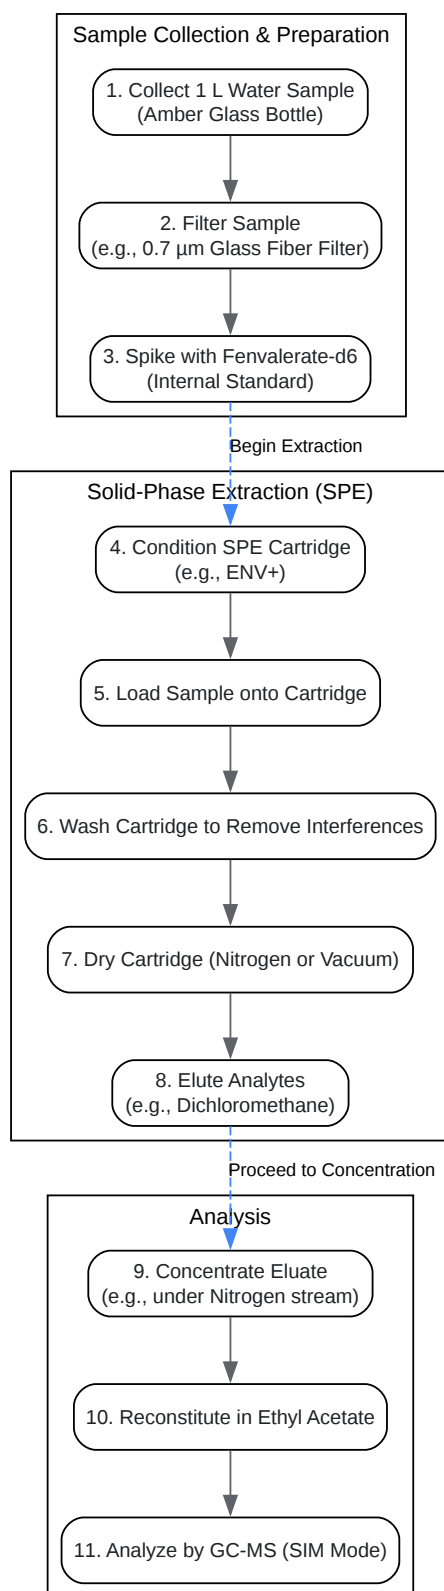 Sample Collection & Preparation
1. Collect 1 L Water Sample
(Amber Glass Bottle)
2. Filter Sample
(e.g., 0.7 µm Glass Fiber Filter)
3. Spike with Fenvalerate-d6
(Internal Standard)
Begin Extraction
Solid-Phase Extraction (SPE)
4. Condition SPE Cartridge
(e.g., ENV+)
5. Load Sample onto Cartridge
6. Wash Cartridge to Remove Interferences
7. Dry Cartridge (Nitrogen or Vacuum)
8. Elute Analytes
(e.g., Dichloromethane)
Proceed to Concentration
Analysis
9. Concentrate Eluate
(e.g., under Nitrogen stream)
10. Reconstitute in Ethyl Acetate
11. Analyze by GC-MS (SIM Mode)